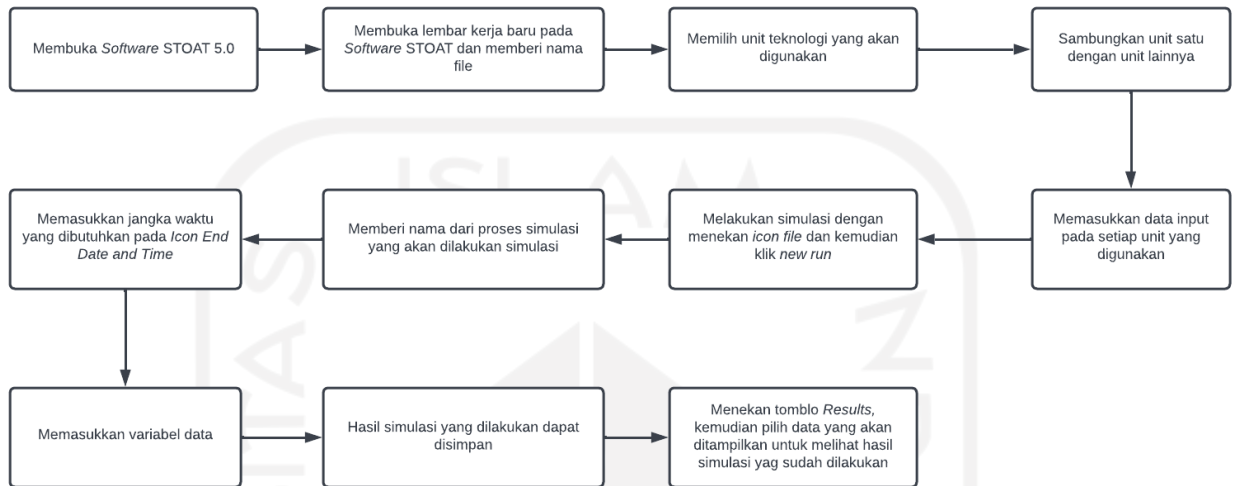 Membuka Software STOAT 5.0
Membuka lembar kerja baru pada
Software STOAT dan memberi nama
file
Memilih unit teknologi yang akan
digunakan
Sambungkan unit satu
dengan unit lainnya
Memasukkan data input
pada setiap unit yang
digunakan
Melakukan simulasi dengan
menekan icon file dan kemudian
klik new run
Memberi nama dari proses simulasi
yang akan dilakukan simulasi
Memasukkan jangka waktu
yang dibutuhkan pada Icon End
Date and Time
Memasukkan variabel data
Hasil simulasi yang dilakukan dapat
disimpan
Menekan tomblo Results,
kemudian pilih data yang akan
ditampilkan untuk melihat hasil
simulasi yag sudah dilakukan
ISLAM